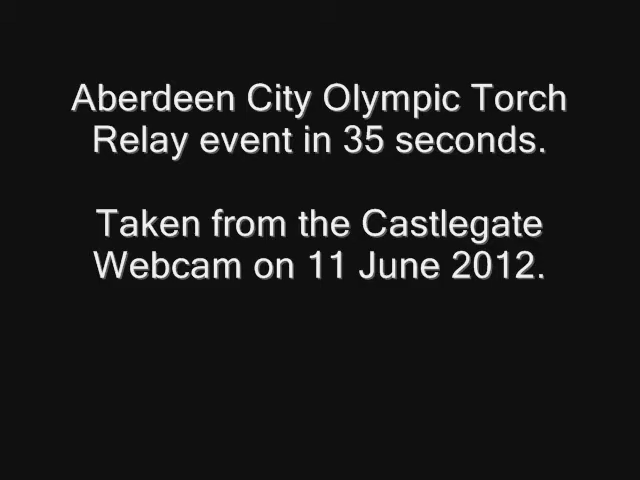 Aberdeen City Olympic Torch
Relay event in 35 seconds.
Taken from the Castlegate
Webcam on 11 June 2012.